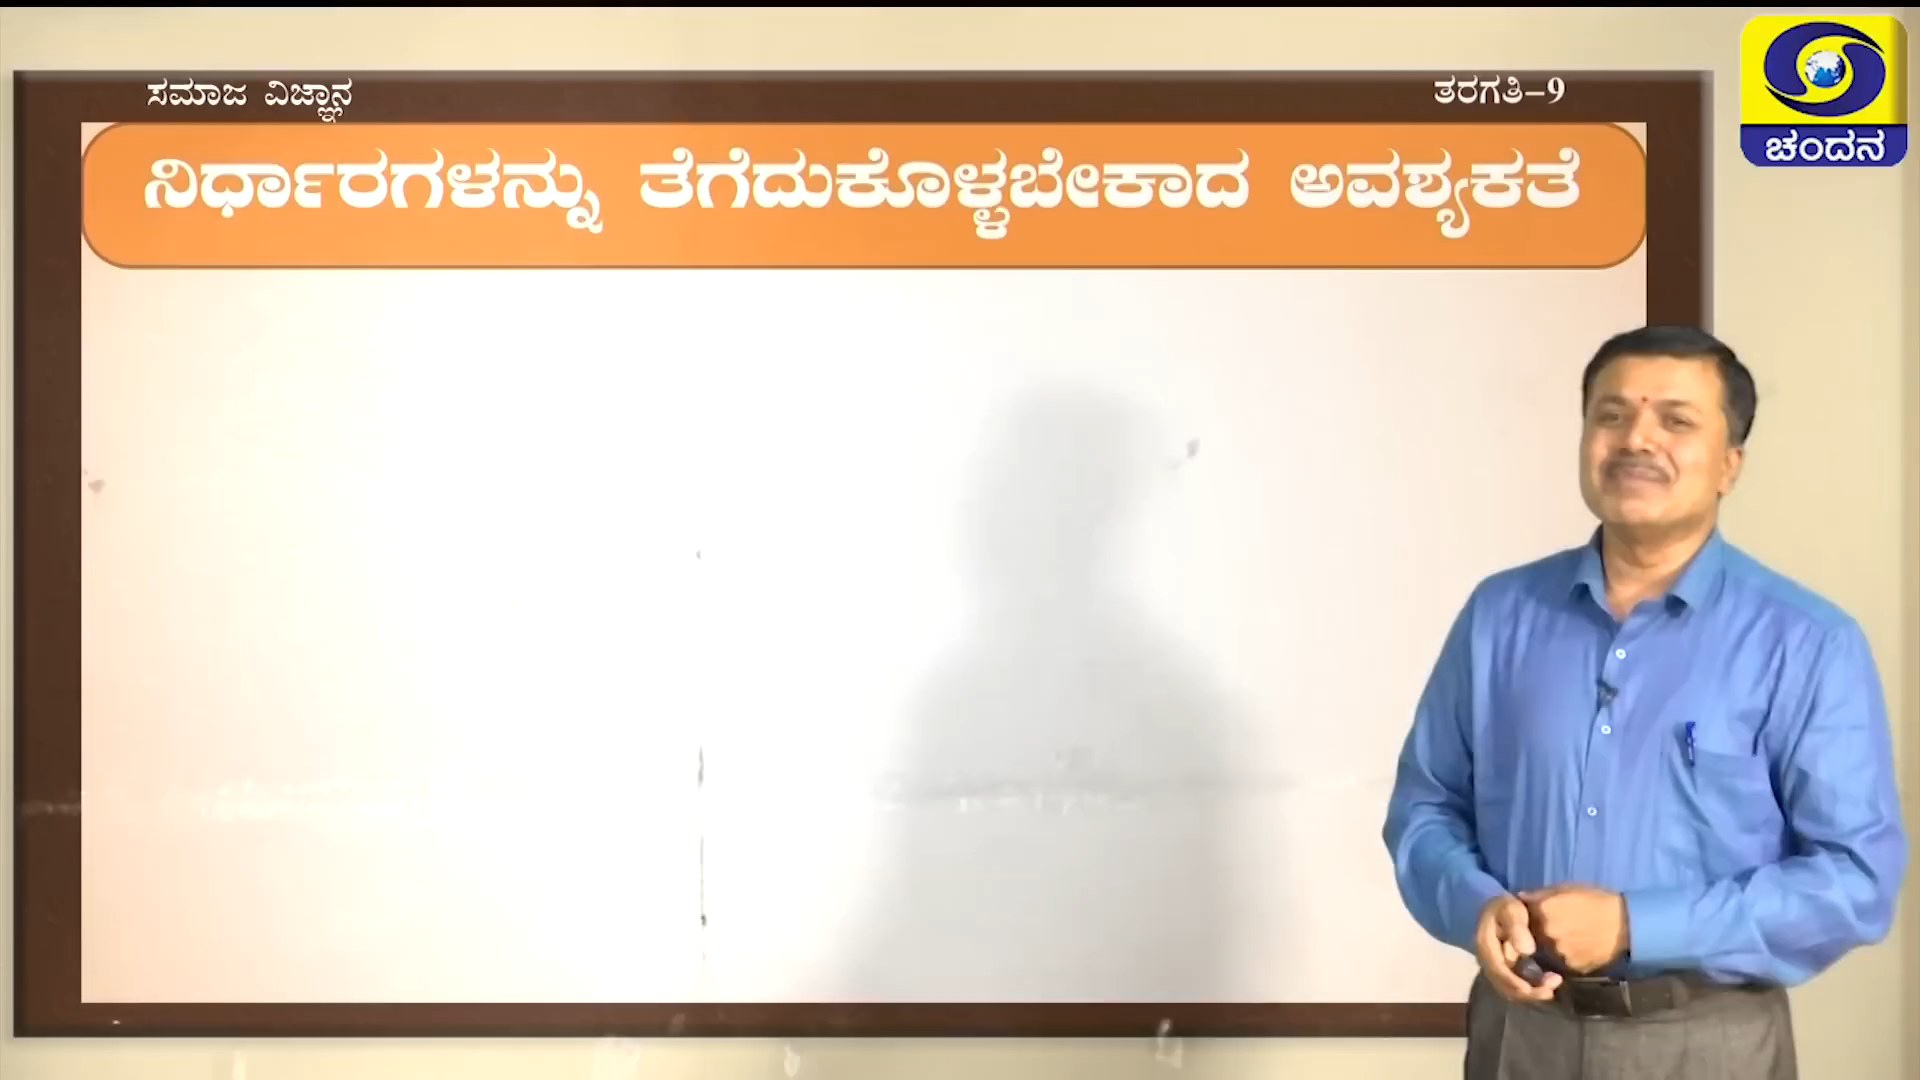 ಸಮಾಜ ವಿಜ್ಞಾನ
ತರಗತಿ-9
ಚಂದನ
ನಿರ್ಧಾರಗಳನ್ನು ತೆಗೆದುಕೊಳ್ಳಬೇಕಾದ ಅವಶ್ಯಕತೆ